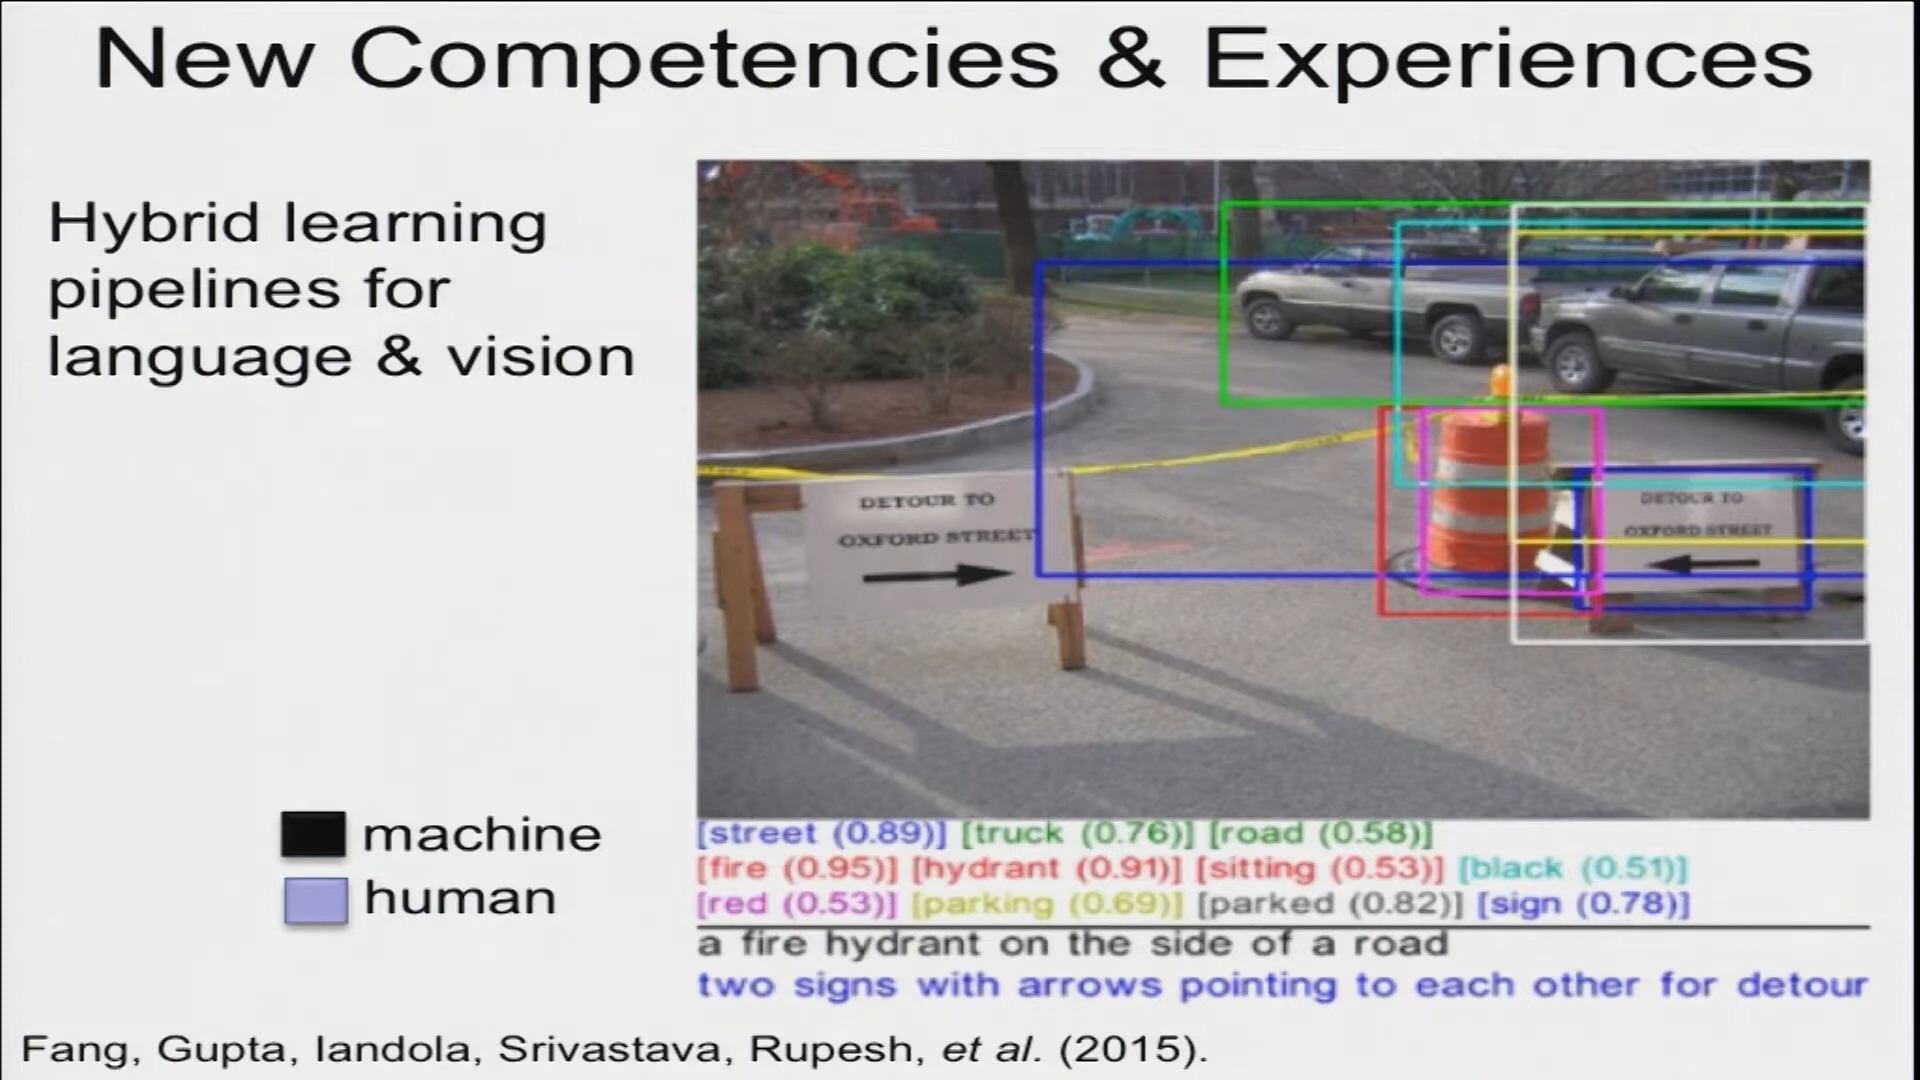 New Competencies & Experiences
Hybrid learning
pipelines for
language & vision
DETOUR TO
OXFORD STREET
DETOUR TO
OXFORD STREET
machine
human
[street (0.89)] [truck (0.76)] [road (0.58)]
[fire (0.95)] [hydrant (0.91)] [sitting (0.53)] [black (0.51)]
[red (0.53)] [parking (0.69)] [parked (0.82)] [sign (0.78)]
a fire hydrant on the side of a road
two signs with arrows pointing to each other for detour
Fang, Gupta, Iandola, Srivastava, Rupesh, et al. (2015).